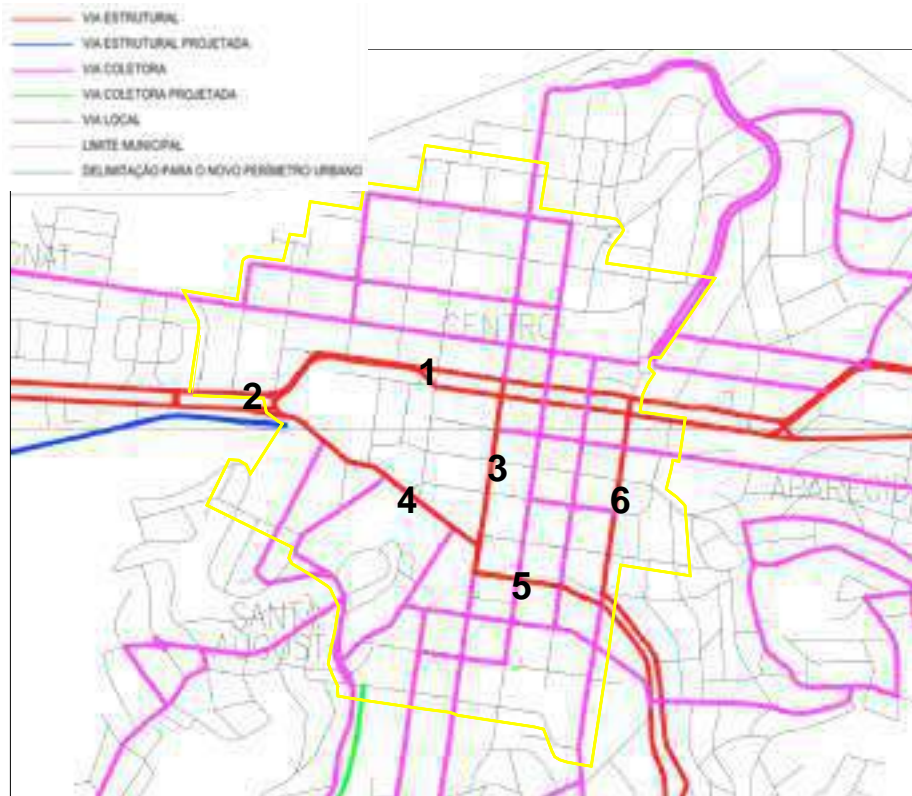 VIA ESTRUTURAL
VIA ESTRUTURAL PROJETADA
VIA COLETORA
VIA COLETORA PROJETADA
VIA LOCAL
LIMITE MUNICIPAL
DELIMITAÇÃO PARA O NOVO PERÍMETRO URBANO
CENTRO
1
2
3
6
4
5
SANTA